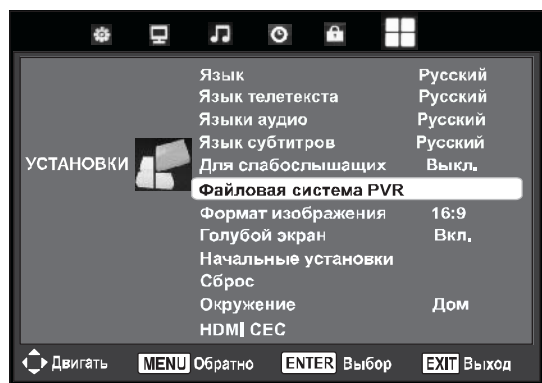 Язык Русский
Язык телетекста Русский
Языки аудио Русский
Язык субтитров Русский
УСТАНОВКИ
Для слабослышащих Выкл.
Файловая система PVR
Формат изображения 16:9
Голубой экран Вкл.
Начальные установки
Сброс
Окружение Дом
HDMI CEC
Двигать MENU Обратно ENTER Выбор EXIT Выход